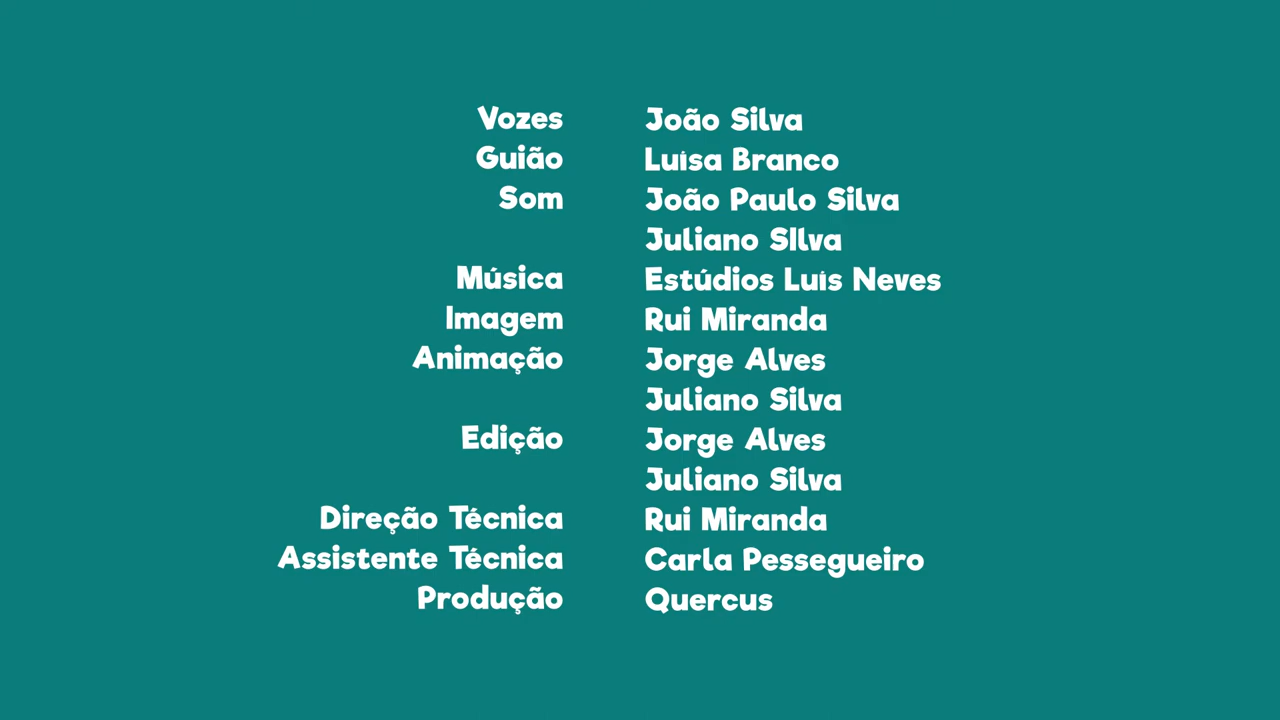 Vozes João Silva
Guião Luísa Branco
Som João Paulo Silva
Juliano SIlva
Música Estúdios Luís Neves
Imagem Rui Miranda
Animação Jorge Alves
Juliano Silva
Edição Jorge Alves
Juliano Silva
Direção Técnica Rui Miranda
Assistente Técnica Carla Pessegueiro
Produção Quercus